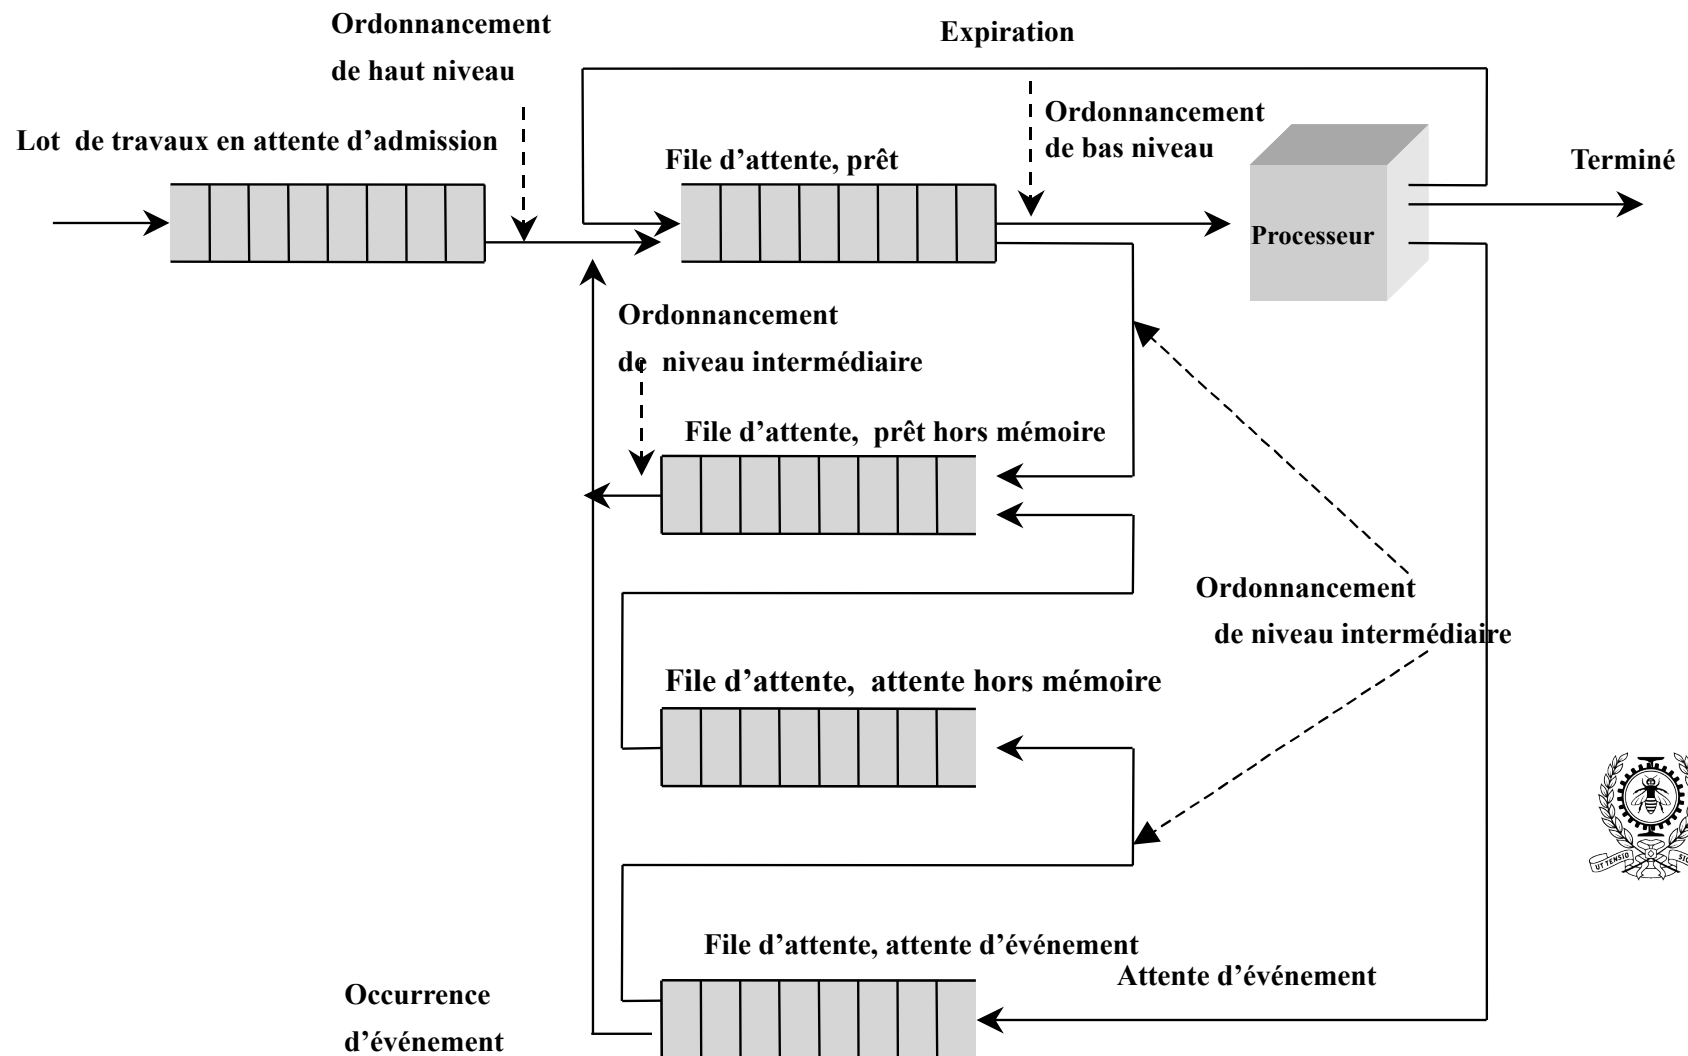 Ordonnancement
de haut niveau
Expiration
Lot de travaux en attente d’admission
Ordonnancement
de bas niveau
File d’attente, prêt
Terminé
Processeur
Ordonnancement
de niveau intermédiaire
File d’attente, prêt hors mémoire
Ordonnancement
de niveau intermédiaire
File d’attente, attente hors mémoire
UT TENSIO
File d’attente, attente d’événement
Attente d’événement
Occurrence
d’événement